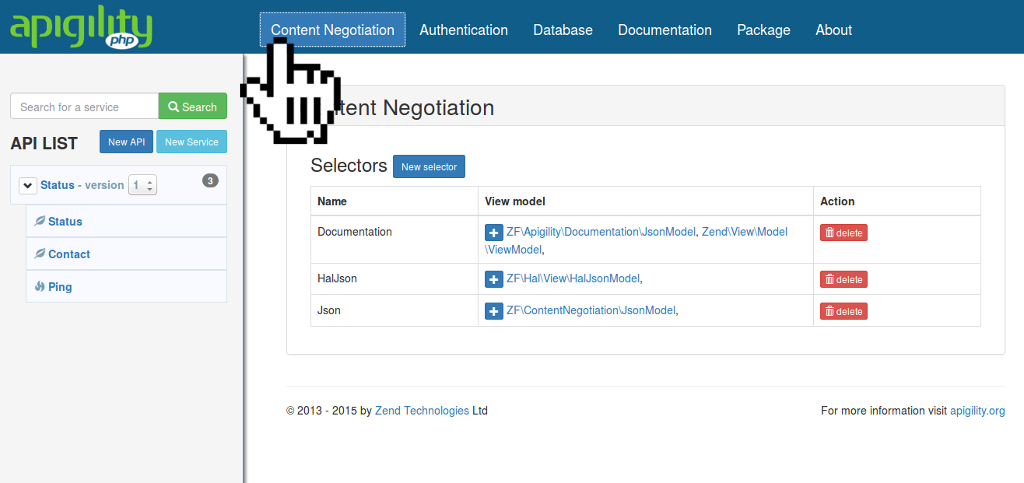 apigility
php
Content Negotiation Authentication Database Documentation Package About
Search for a service Search
API LIST New API New Service
Status - version 1 3
Status
Contact
Ping
tent Negotiation
Selectors New selector
Name View model Action
Documentation ZF\Apigility\Documentation\JsonModel, Zend\View\Model delete
\ViewModel,
HalJson ZF\Hal\View\HalJsonModel, delete
Json ZF\ContentNegotiation\JsonModel, delete
© 2013 - 2015 by Zend Technologies Ltd For more information visit apigility.org